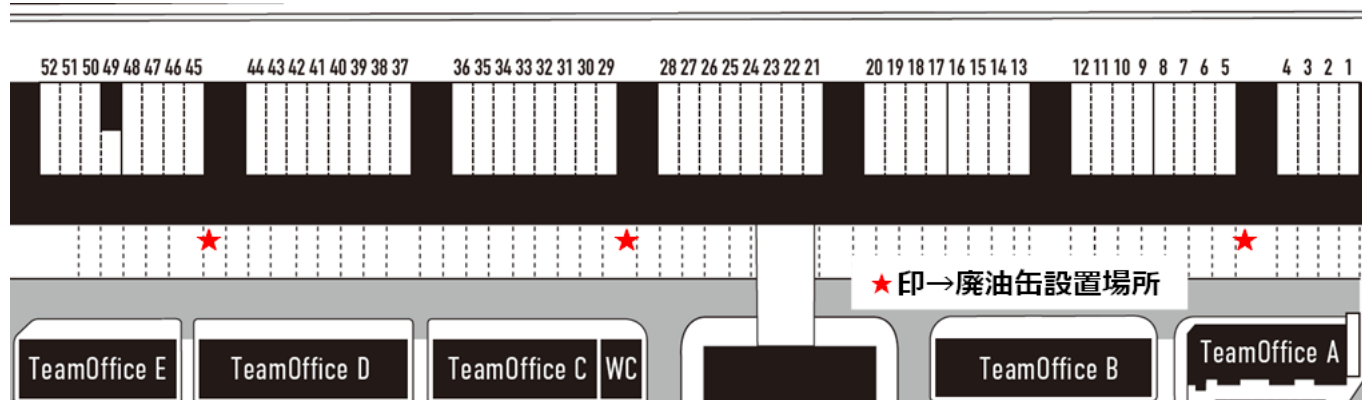 52 51 50 49 48 47 46 45 44 43 42 41 40 39 38 37 36 35 34 33 32 31 30 29 28 27 26 25 24 23 22 21 20 19 18 17 16 15 14 13 12 11 10 9 8 7 6 5 4 3 2 1
★印→廃油缶設置場所
TeamOffice E TeamOffice D TeamOffice C WC TeamOffice B TeamOffice A